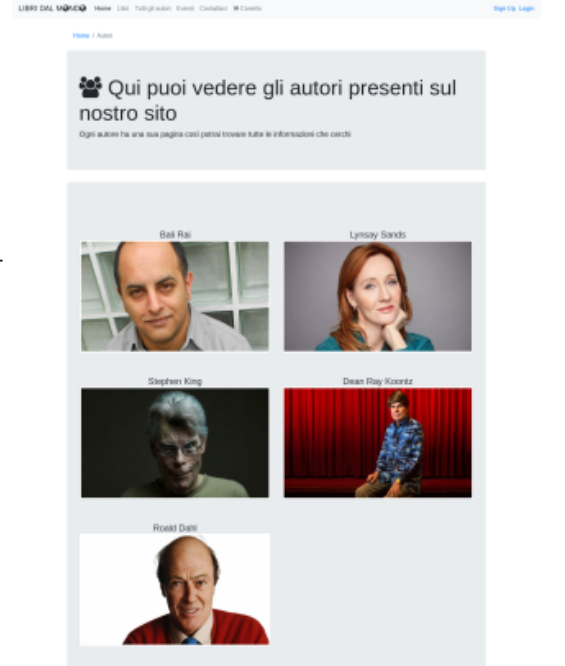 LIBRI DAL MONDO Home Libri Tutti gli autori Eventi Contattaci Carrello Sign Up Login
Home / Autori
Qui puoi vedere gli autori presenti sul
nostro sito
Ogni autore ha una sua pagina così potrai trovare tutte le informazioni che cerchi
Bali Rai Lynsay Sands
Stephen King Dean Ray Koontz
Roald Dahl